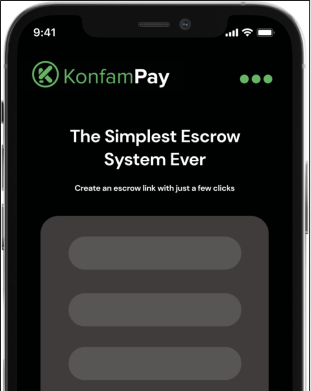 9:41
KonfamPay
The Simplest Escrow
System Ever
Create an escrow link with just a few clicks